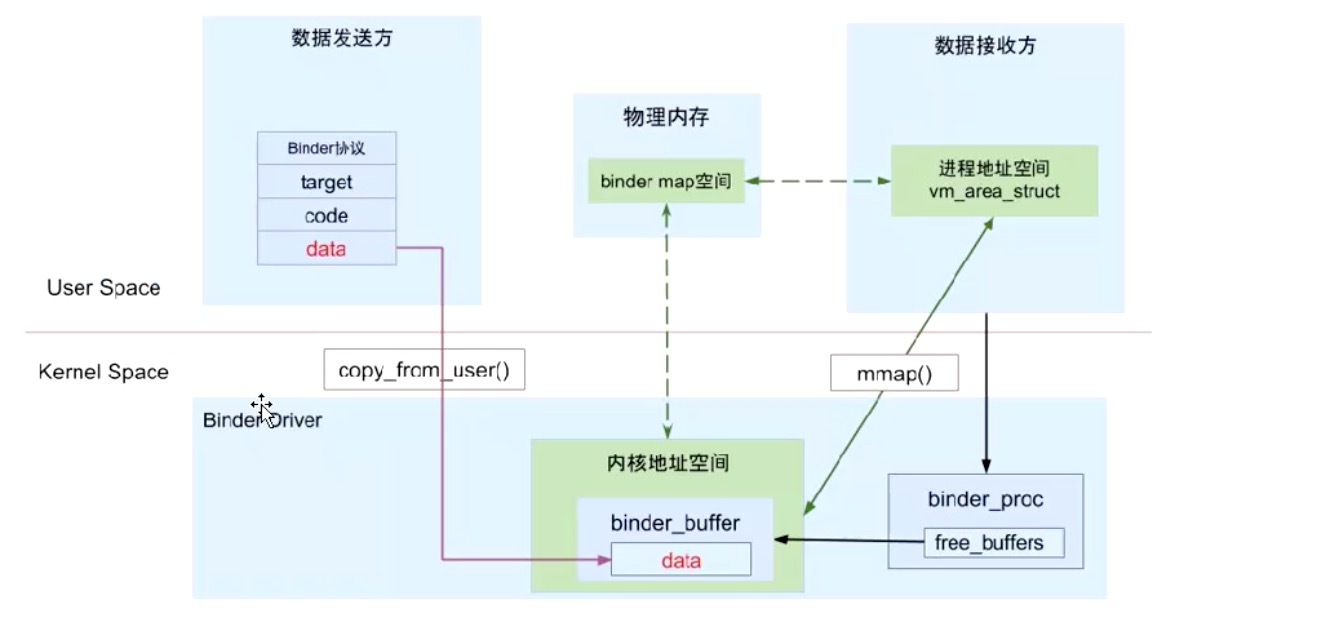 数据发送方
数据接收方
物理内存
Binder协议
target
code
data
binder map空间
进程地址空间
vm_area_struct
User Space
Kernel Space
copy_from_user()
mmap()
Binder Driver
内核地址空间
binder_buffer
data
binder_proc
free_buffers